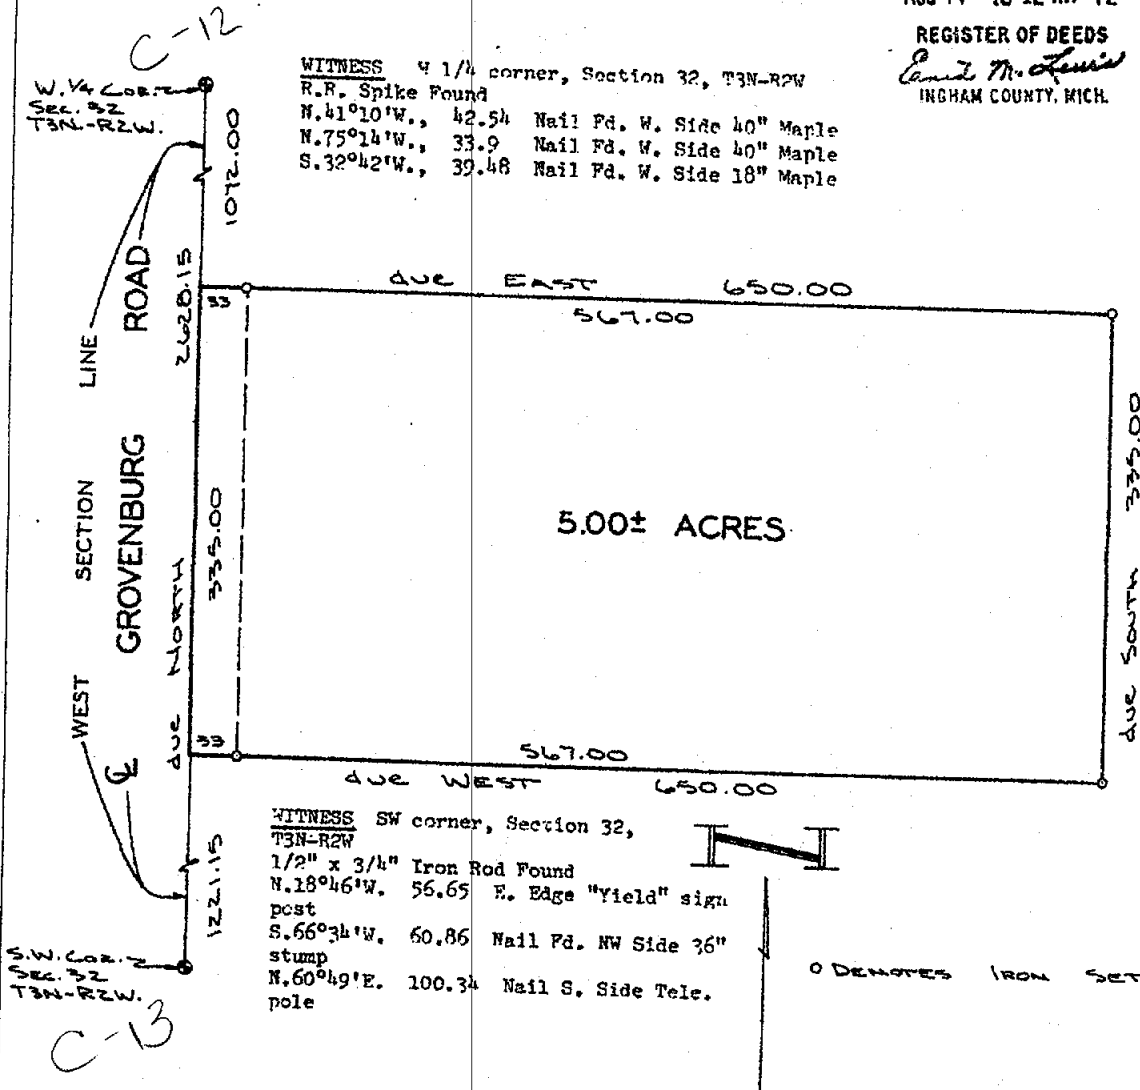 C-12
REGISTER OF DEEDS
INGHAM COUNTY, MICH.
W. 1/4 COR.
SEC. 32
T3N.-R2W.
WITNESS W 1/4 corner, Section 32, T3N-R2W
R.R. Spike Found
N.41°10'W., 42.54 Nail Fd. W. Side 40" Maple
N.75°14'W., 33.9 Nail Fd. W. Side 40" Maple
S.32°42'W., 39.48 Nail Fd. W. Side 18" Maple
1072.00
2628.15
33
due EAST 650.00
567.00
WEST SECTION LINE
℄ GROVENBURG ROAD
due NORTH
335.00
5.00± ACRES
335.00
due SOUTH
33
567.00
due WEST 650.00
1221.15
WITNESS SW corner, Section 32,
T3N-R2W
1/2" x 3/4" Iron Rod Found
N.18°46'W. 56.65 E. Edge "Yield" sign
post
S.66°34'W. 60.86 Nail Fd. NW Side 36"
stump
N.60°49'E. 100.34 Nail S. Side Tele.
pole
N
S.W. COR.
SEC. 32
T3N-R2W.
O DENOTES IRON SET
C-13